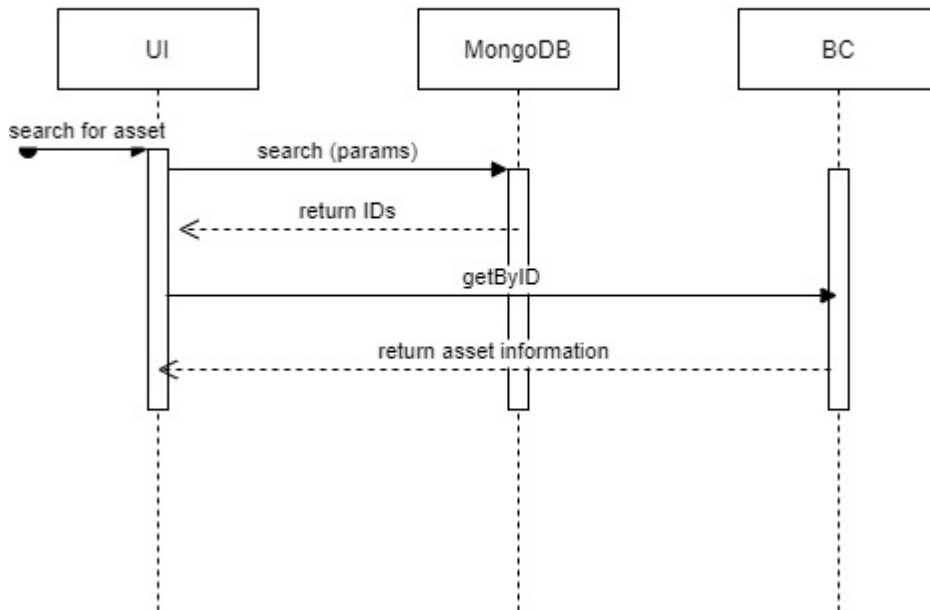 UI
MongoDB
BC
search for asset
search (params)
return IDs
getByID
return asset information